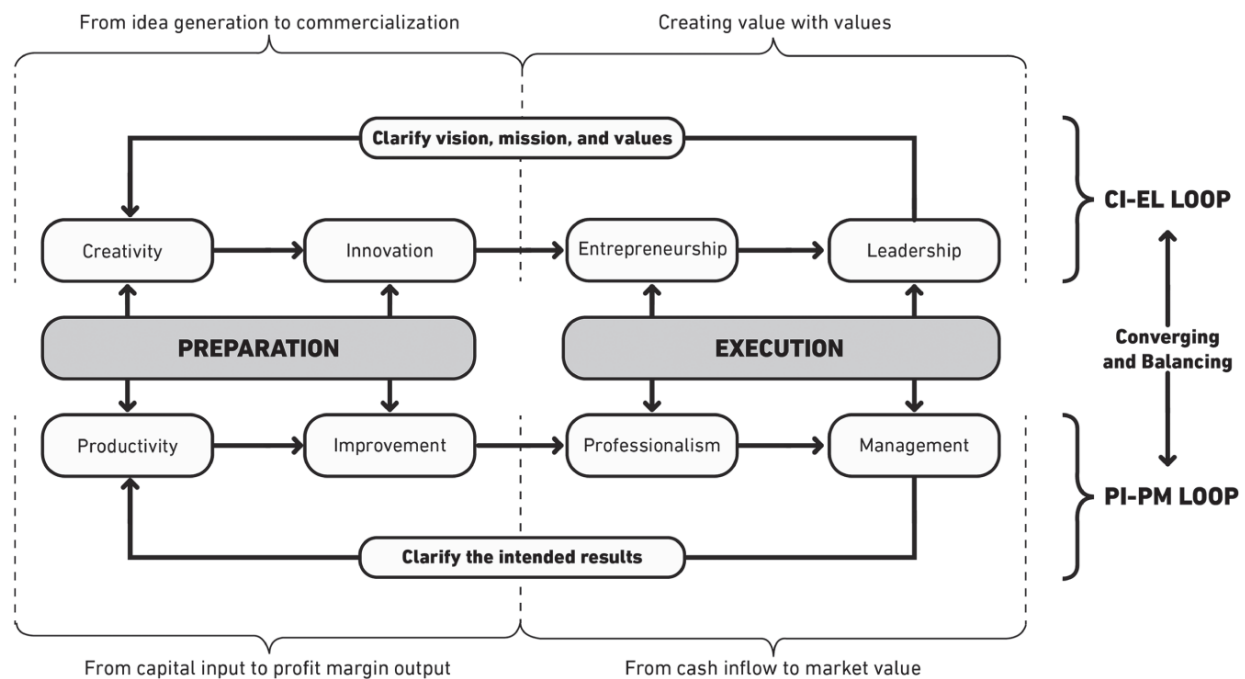 From idea generation to commercialization
Creating value with values
Clarify vision, mission, and values
CI-EL LOOP
Creativity
Innovation
Entrepreneurship
Leadership
PREPARATION
EXECUTION
Converging
and Balancing
Productivity
Improvement
Professionalism
Management
PI-PM LOOP
Clarify the intended results
From capital input to profit margin output
From cash inflow to market value